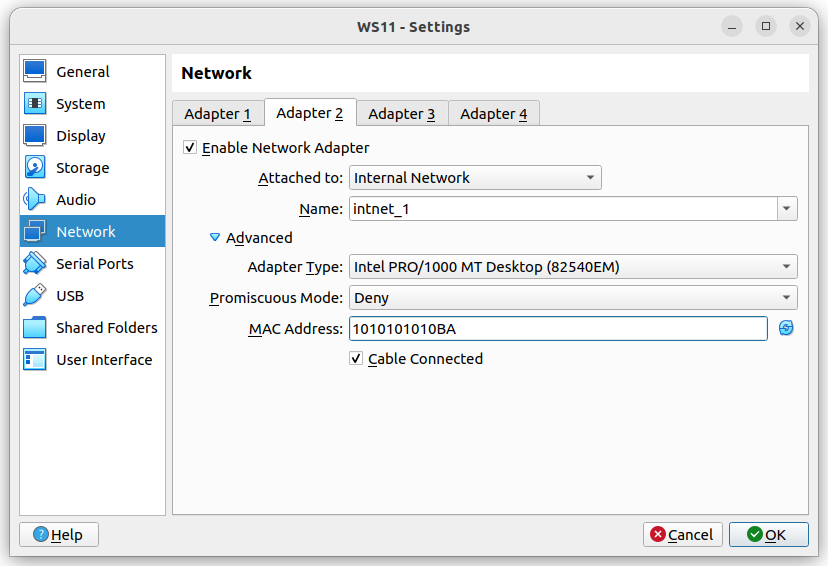 WS11 - Settings
General
System
Display
Storage
Audio
Network
Serial Ports
USB
Shared Folders
User Interface
Network
Adapter 1 Adapter 2 Adapter 3 Adapter 4
Enable Network Adapter
Attached to: Internal Network
Name: intnet_1
Advanced
Adapter Type: Intel PRO/1000 MT Desktop (82540EM)
Promiscuous Mode: Deny
MAC Address: 1010101010BA
Cable Connected
Help Cancel OK